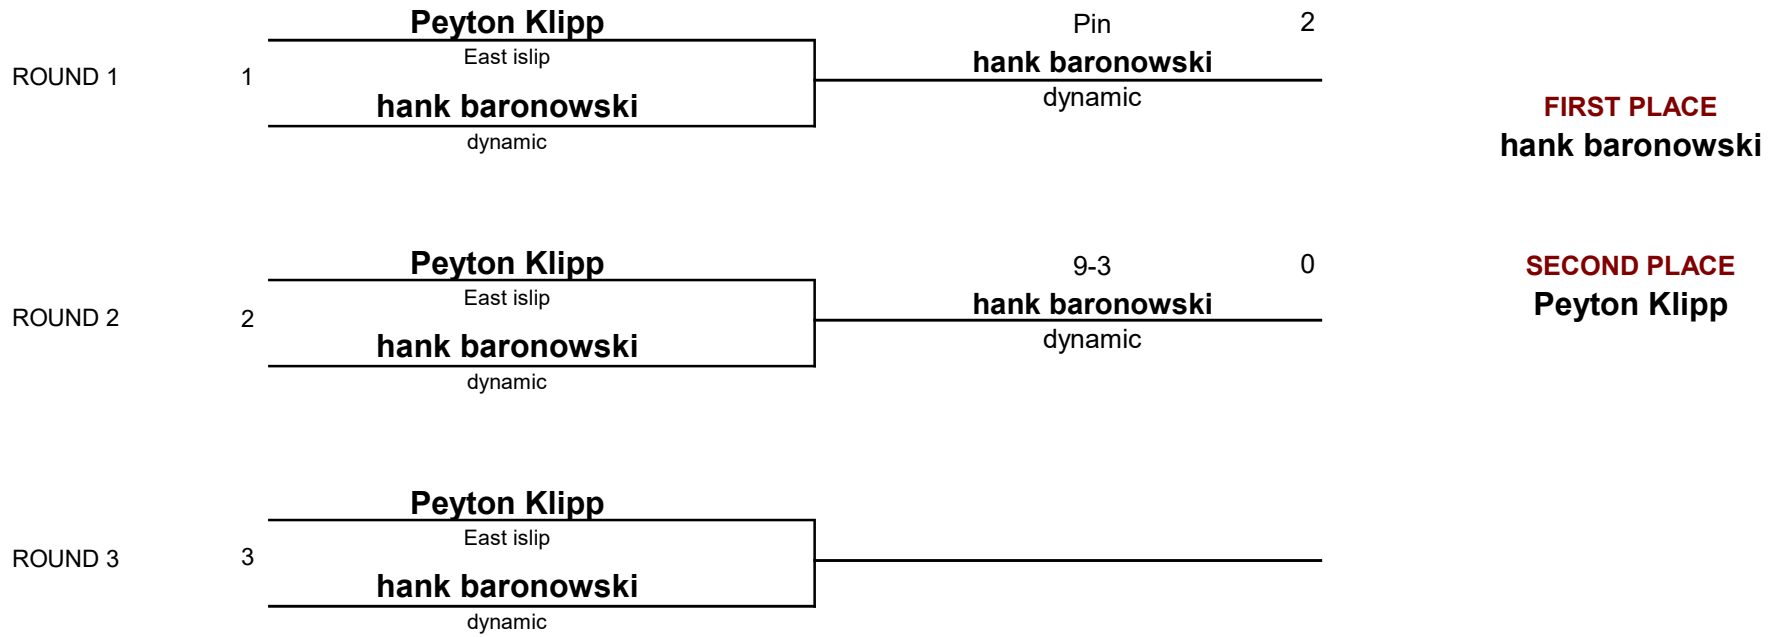 Peyton Klipp
East islip
ROUND 1
1
hank baronowski
dynamic
Pin
2
hank baronowski
dynamic
FIRST PLACE
hank baronowski
Peyton Klipp
East islip
ROUND 2
2
hank baronowski
dynamic
9-3
0
hank baronowski
dynamic
SECOND PLACE
Peyton Klipp
Peyton Klipp
East islip
ROUND 3
3
hank baronowski
dynamic